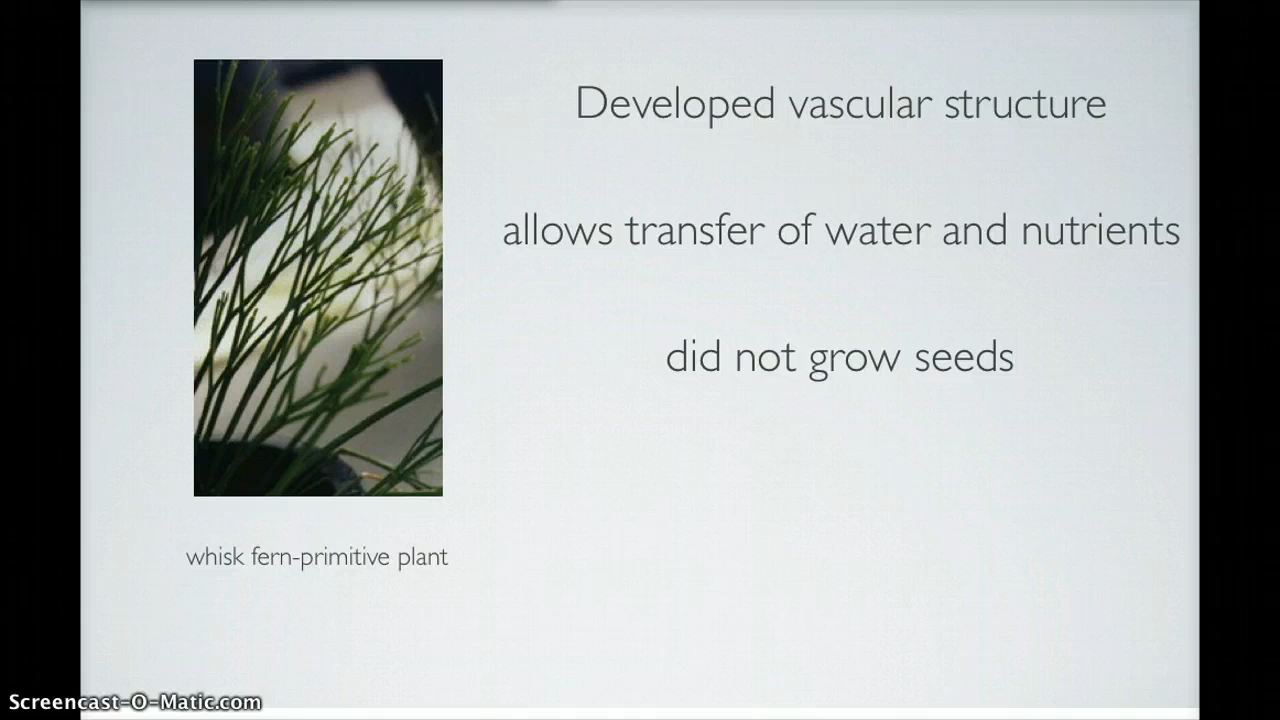 Developed vascular structure
allows transfer of water and nutrients
did not grow seeds
whisk fern-primitive plant
Screencast-O-Matic.com